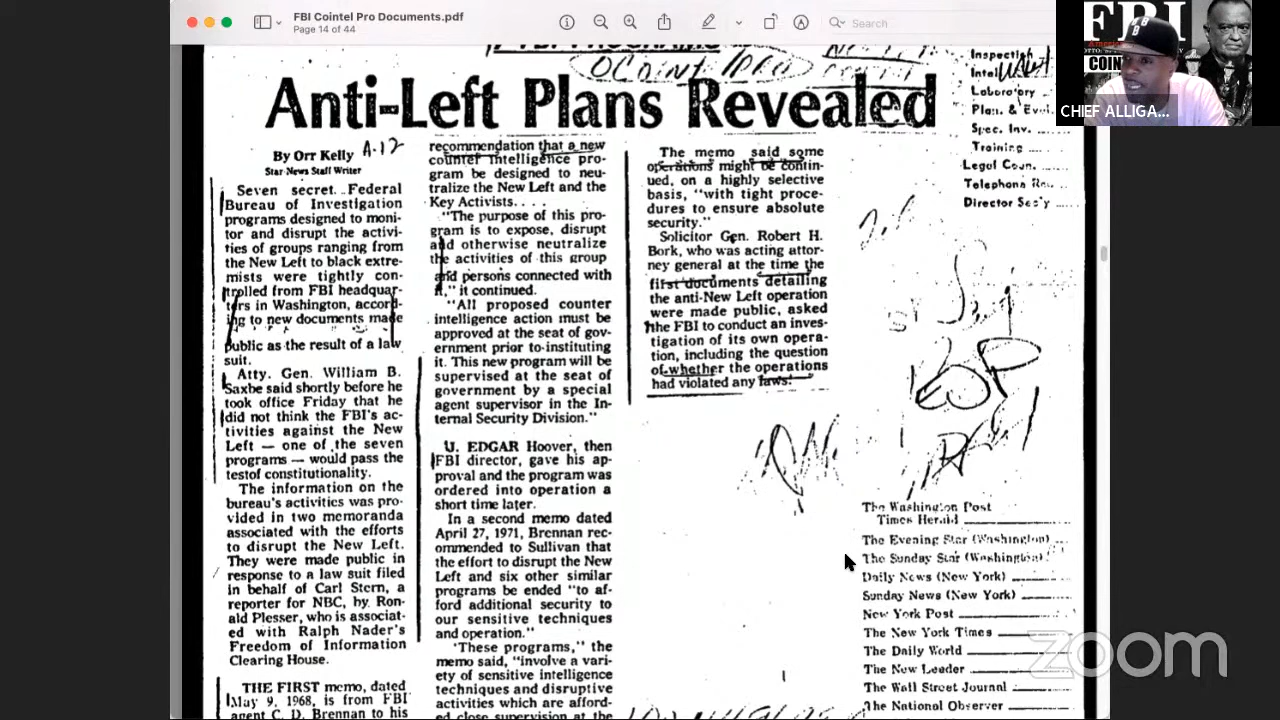 FBI Cointel Pro Documents.pdf
Page 14 of 44
Search
FBI
COIN
CHIEF ALLIGA...
FBI PROGRAMS
Anti-Left Plans Revealed
By Orr Kelly
A-12
Star-News Staff Writer
Seven secret Federal
Bureau of Investigation
programs designed to moni-
tor and disrupt the activi-
ties of groups ranging from
the New Left to black extre-
mists were tightly con-
trolled from FBI headquar-
ters in Washington, accord-
ing to new documents made
public as the result of a law
suit.
Atty. Gen. William B.
Saxbe said shortly before he
took office Friday that he
did not think the FBI's ac-
tivities against the New
Left — one of the seven
programs — would pass the
testof constitutionality.
The information on the
bureau's activities was pro-
vided in two memoranda
associated with the efforts
to disrupt the New Left.
They were made public in
response to a law suit filed
in behalf of Carl Stern, a
reporter for NBC, by Ron-
ald Plesser, who is associat-
ed with Ralph Nader's
Freedom of Information
Clearing House.
THE FIRST memo, dated
May 9, 1968, is from FBI
agent C. D. Brennan to his
recommendation that a new
counter intelligence pro-
gram be designed to neu-
tralize the New Left and the
Key Activists. . . .
"The purpose of this pro-
gram is to expose, disrupt
and otherwise neutralize
the activities of this group
and persons connected with
it," it continued.
"All proposed counter
intelligence action must be
approved at the seat of gov-
ernment prior to instituting
it. This new program will be
supervised at the seat of
government by a special
agent supervisor in the In-
ternal Security Division."
J. EDGAR Hoover, then
FBI director, gave his ap-
proval and the program was
ordered into operation a
short time later.
In a second memo dated
April 27, 1971, Brennan rec-
ommended to Sullivan that
the effort to disrupt the New
Left and six other similar
programs be ended "to af-
ford additional security to
our sensitive techniques
and operation."
"These programs," the
memo said, "involve a vari-
ety of sensitive intelligence
techniques and disruptive
activities which are afford-
ed close supervision at the
The memo said some
operations might be contin-
ued, on a highly selective
basis, "with tight proce-
dures to ensure absolute
security."
Solicitor Gen. Robert H.
Bork, who was acting attor-
ney general at the time the
first documents detailing
the anti-New Left operation
were made public, asked
the FBI to conduct an inves-
tigation of its own opera-
tion, including the question
of whether the operations
had violated any laws.
Inspection
Intell.
Laboratory
Plan. & Eval.
Spec. Inv.
Training
Legal Coun.
Telephone Rm.
Director Sec'y
The Washington Post
Times Herald
The Evening Star (Washington)
The Sunday Star (Washington)
Daily News (New York)
Sunday News (New York)
New York Post
The New York Times
The Daily World
The New Leader
The Wall Street Journal
The National Observer
zoom